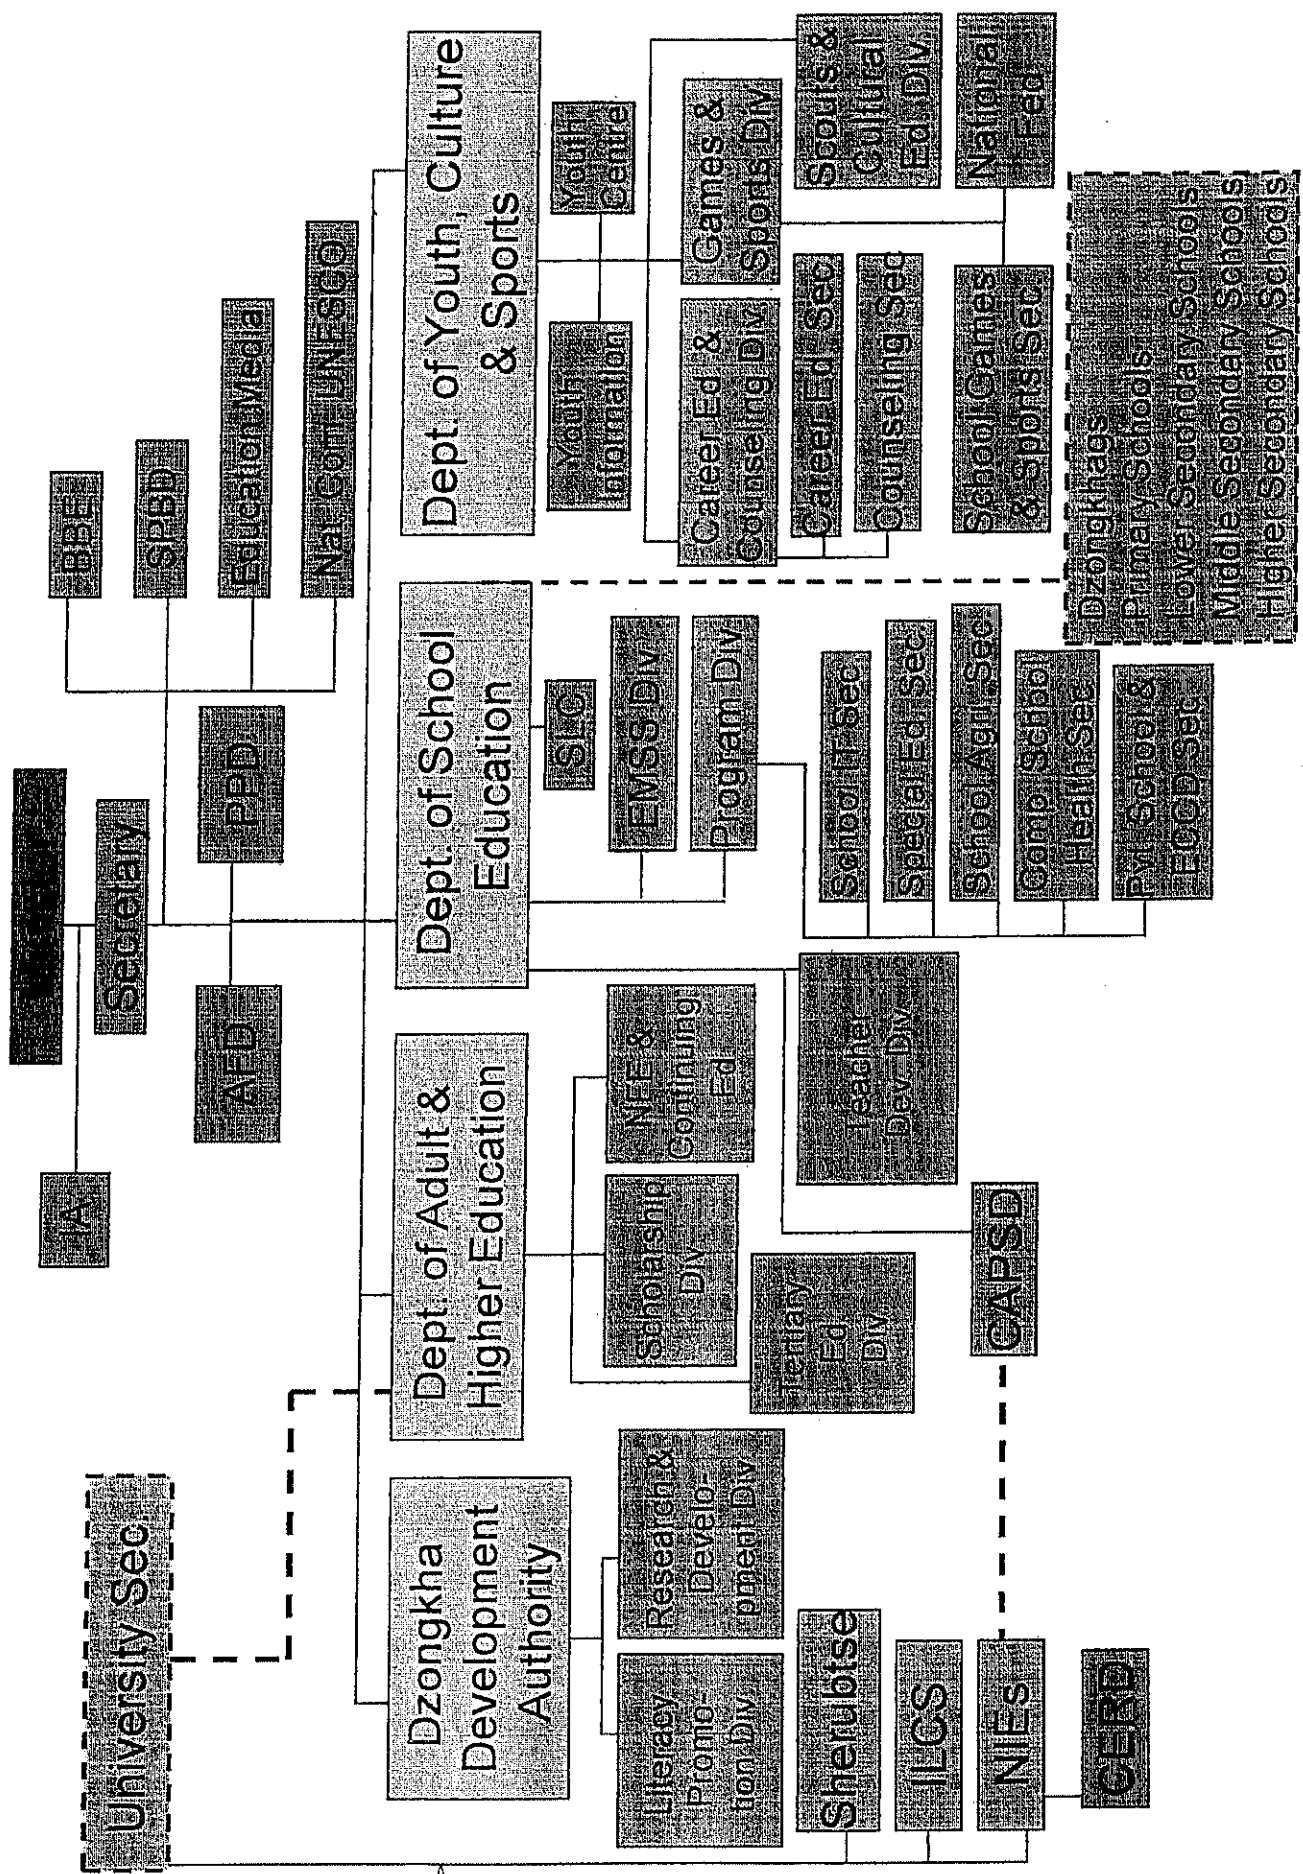 IA
Secretary
BBE
SPBD
Education Media
Nat Com UNESCO
AFD
PPD
University Sec.
Dzongkha
Development
Authority
Literacy
Promo-
tion Div
Research &
Develo-
pment Div
Sherubtse
ILCS
NIEs
CERD
Dept. of Adult &
Higher Education
Tertiary
Ed
Div
Scholarship
Div
NFE &
Continuing
Ed
Dept. of School
Education
Teacher
Dev Div
CAPSD
SLC
EMSS Div
Program Div
School IT Sec
Special Ed Sec
School Agri. Sec.
Comp School
Health Sec
Pvt School &
ECCD Sec
Dept. of Youth, Culture
& Sports
Youth
Information
Youth
Centre
Career Ed &
Counseling Div
Career Ed Sec
Counseling Sec
Games &
Sports Div
School Games
& Sports Sec
National
Fed
Scouts &
Cultural
Ed. Div.
Dzongkhags
Primary Schools
Lower Secondary Schools
Middle Secondary Schools
Higher Secondary Schools